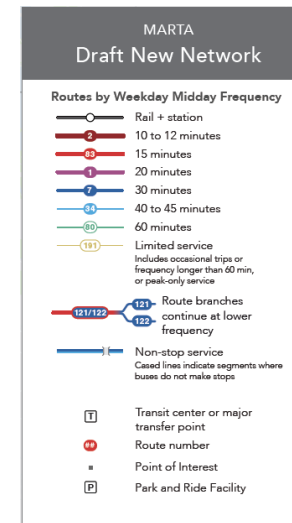 MARTA
Draft New Network
Routes by Weekday Midday Frequency
Rail + station
2 10 to 12 minutes
83 15 minutes
1 20 minutes
7 30 minutes
34 40 to 45 minutes
80 60 minutes
191 Limited service
Includes occasional trips or
frequency longer than 60 min,
or peak-only service
121/122 121 122 Route branches
continue at lower
frequency
Non-stop service
Cased lines indicate segments where
buses do not make stops
T Transit center or major
transfer point
## Route number
Point of Interest
P Park and Ride Facility